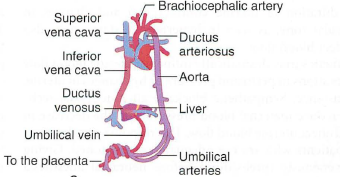 Brachiocephalic artery
Superior
vena cava
Ductus
arteriosus
Inferior
vena cava
Aorta
Ductus
venosus
Liver
Umbilical vein
To the placenta
Umbilical
arteries